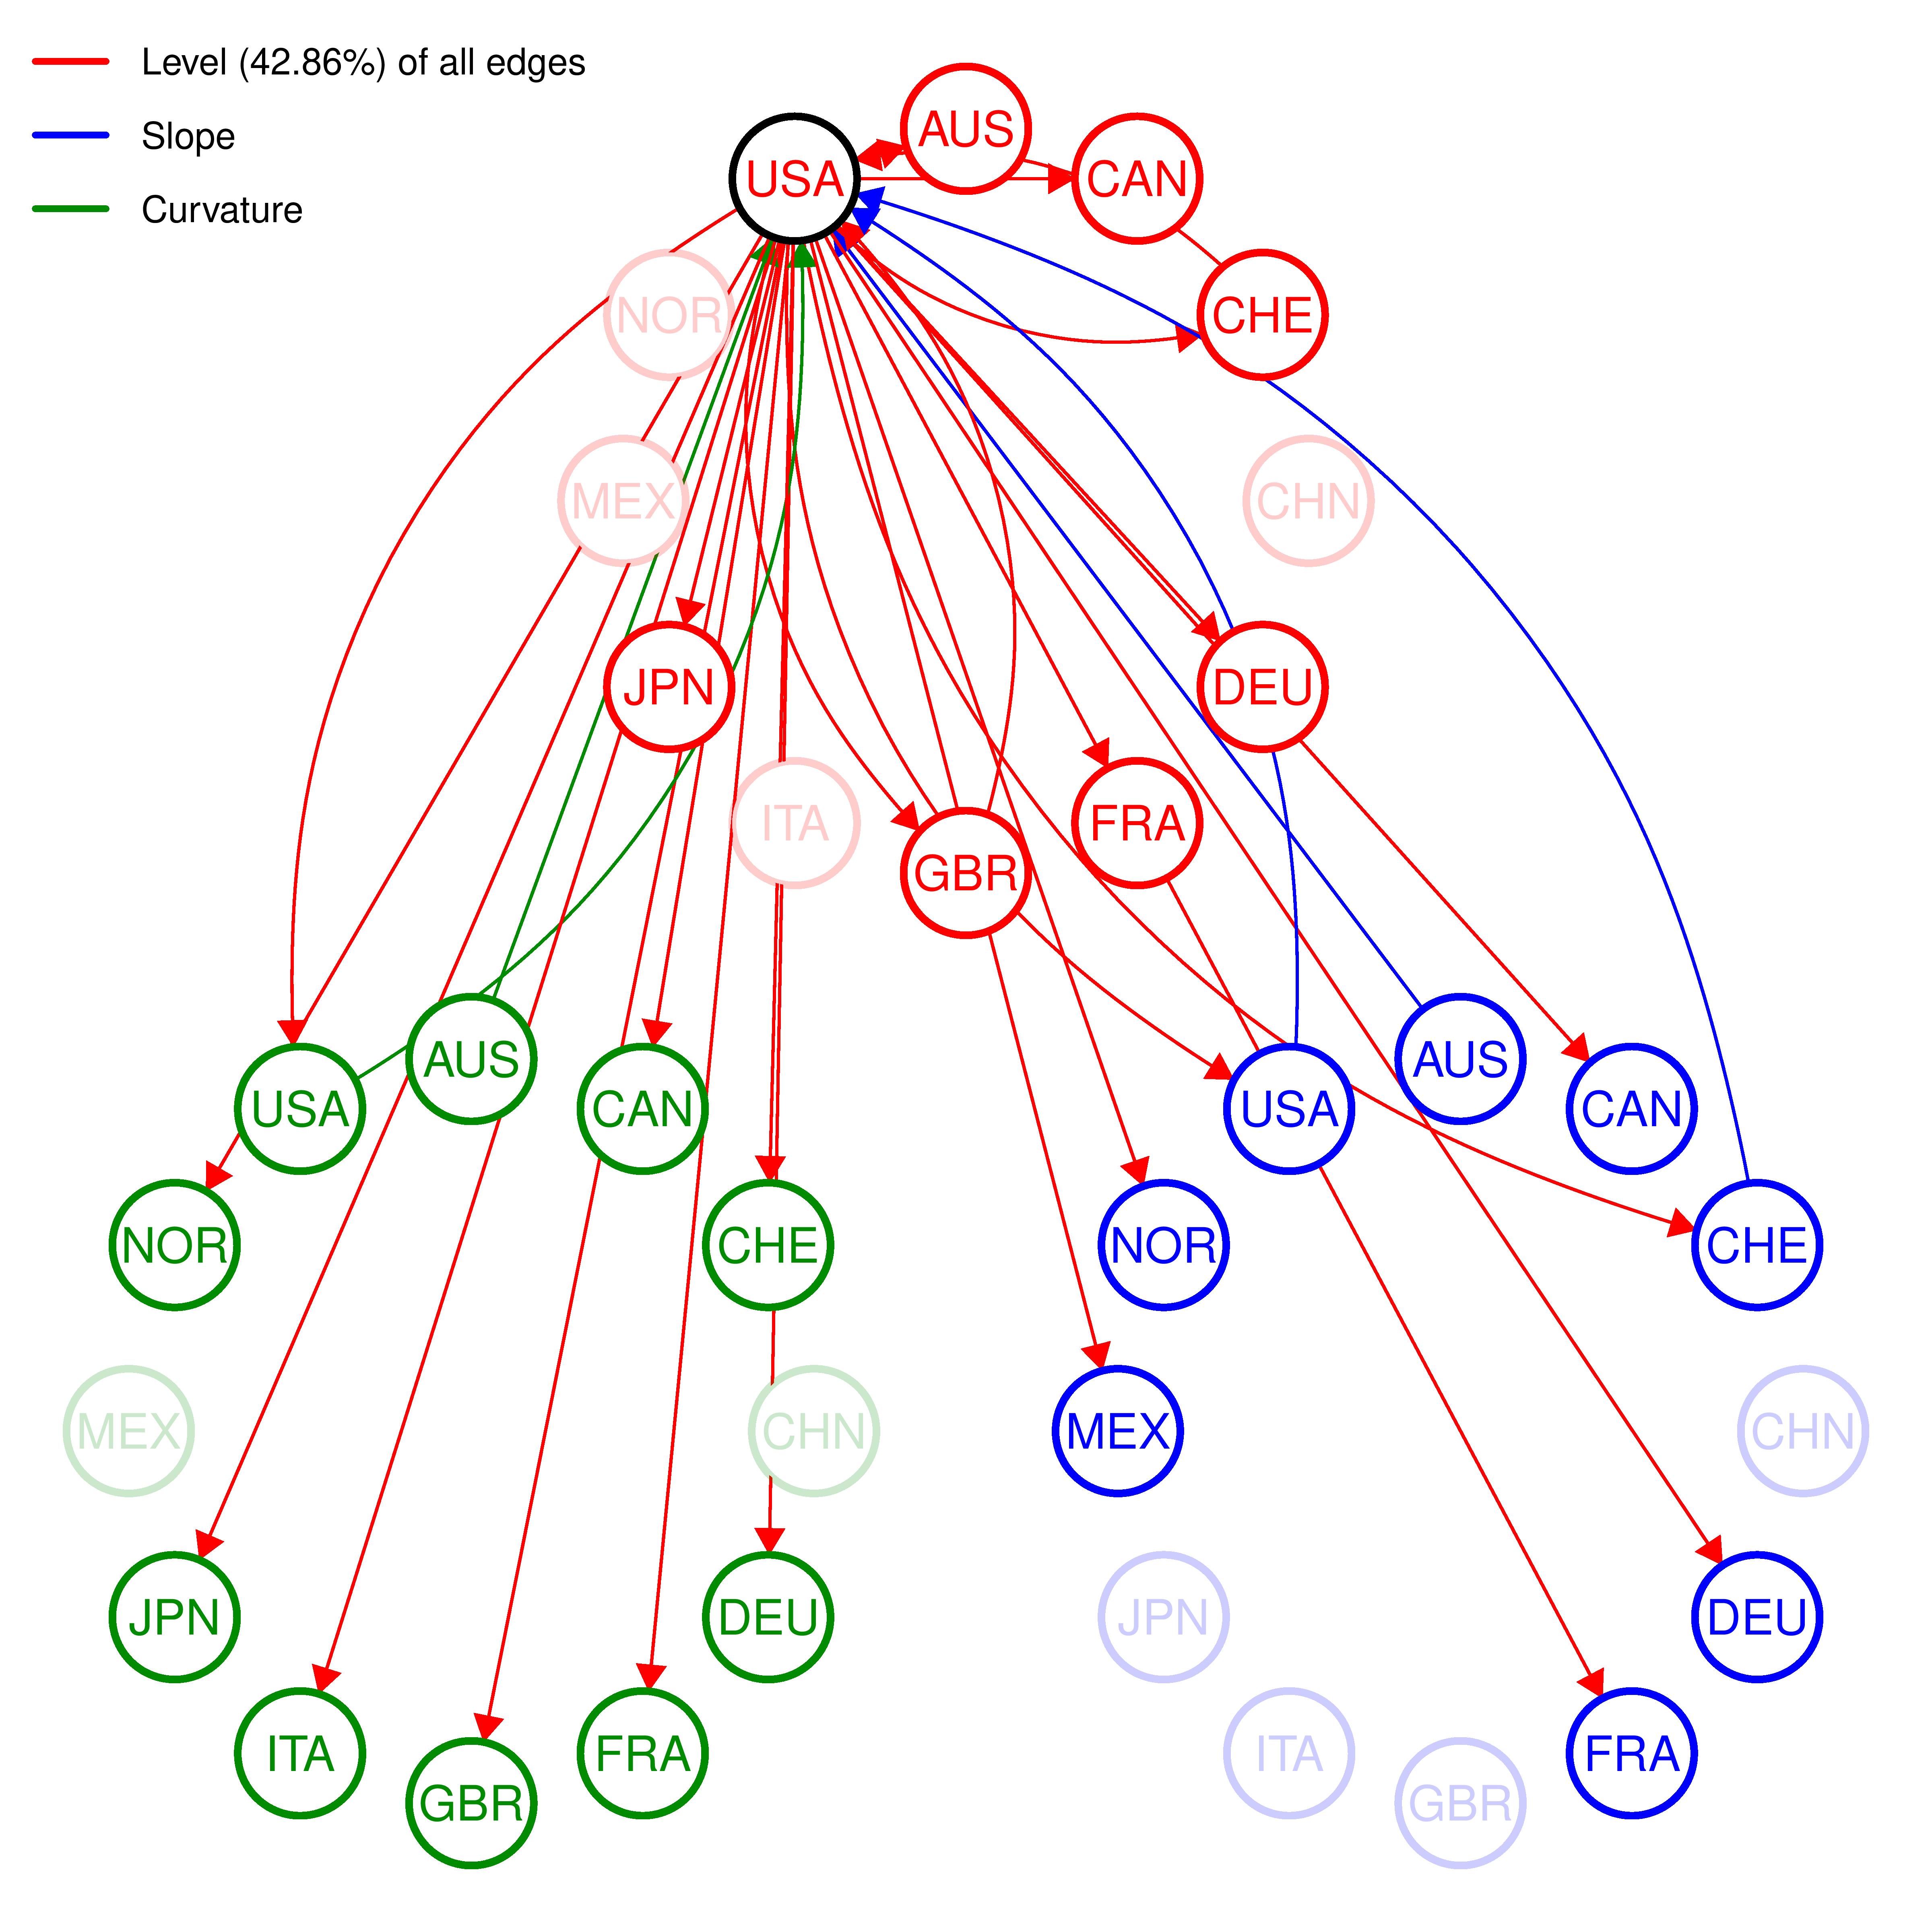 Level (42.86%) of all edges
Slope
Curvature
AUS
USA
CAN
NOR
CHE
MEX
CHN
JPN
DEU
ITA
FRA
GBR
AUS
AUS
USA
CAN
USA
CAN
NOR
CHE
NOR
CHE
MEX
CHN
MEX
CHN
JPN
DEU
JPN
DEU
ITA
FRA
ITA
FRA
GBR
GBR